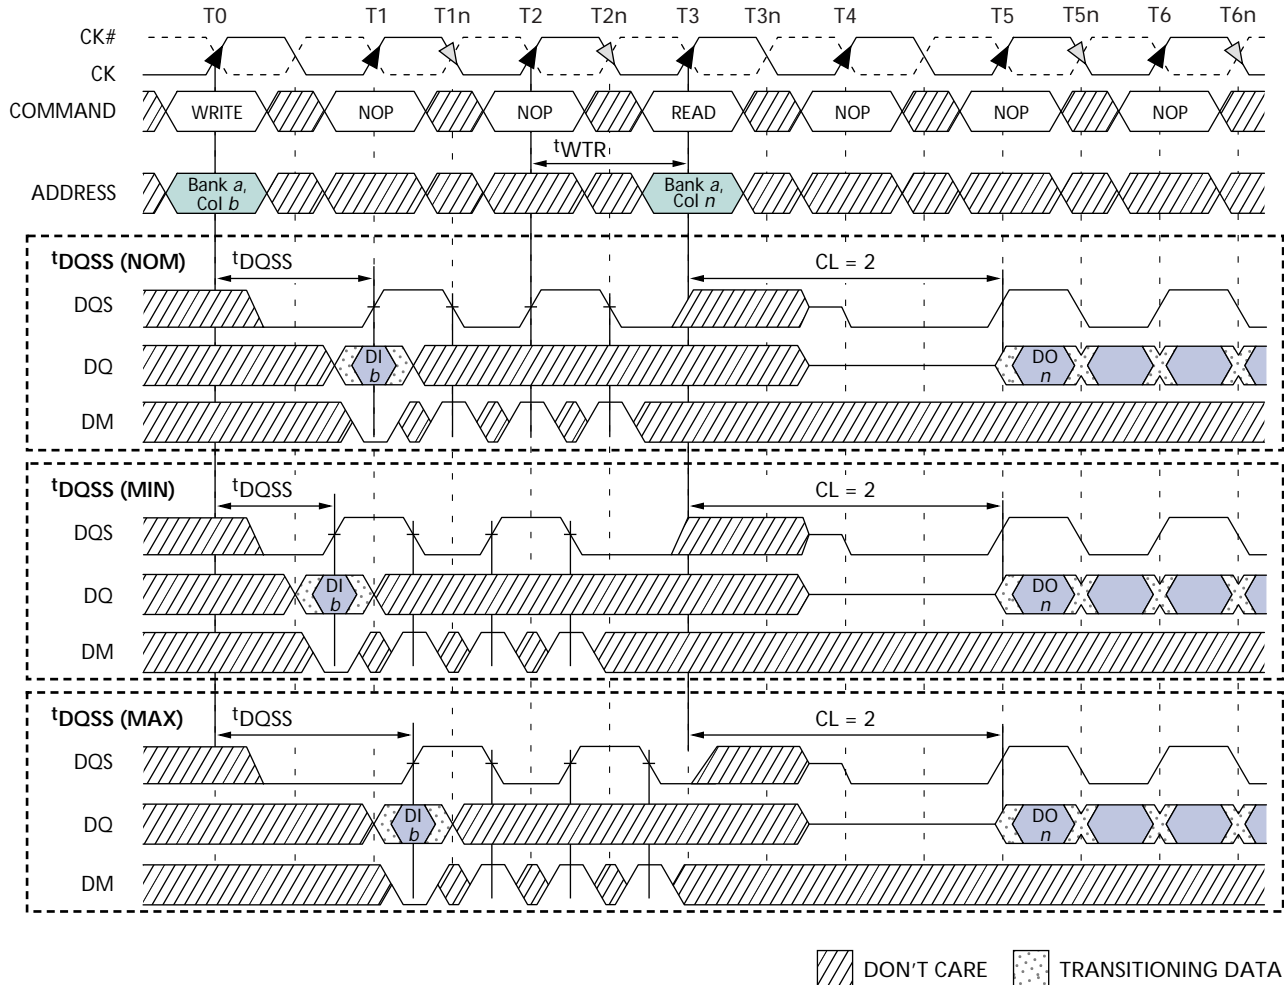 T0 T1 T1n T2 T2n T3 T3n T4 T5 T5n T6 T6n
CK#
CK
COMMAND WRITE NOP NOP READ NOP NOP NOP
tWTR
ADDRESS Bank a, Col b Bank a, Col n
tDQSS (NOM) tDQSS CL = 2
DQS
DQ DI b DO n
DM
tDQSS (MIN) tDQSS CL = 2
DQS
DQ DI b DO n
DM
tDQSS (MAX) tDQSS CL = 2
DQS
DQ DI b DO n
DM
DON'T CARE TRANSITIONING DATA